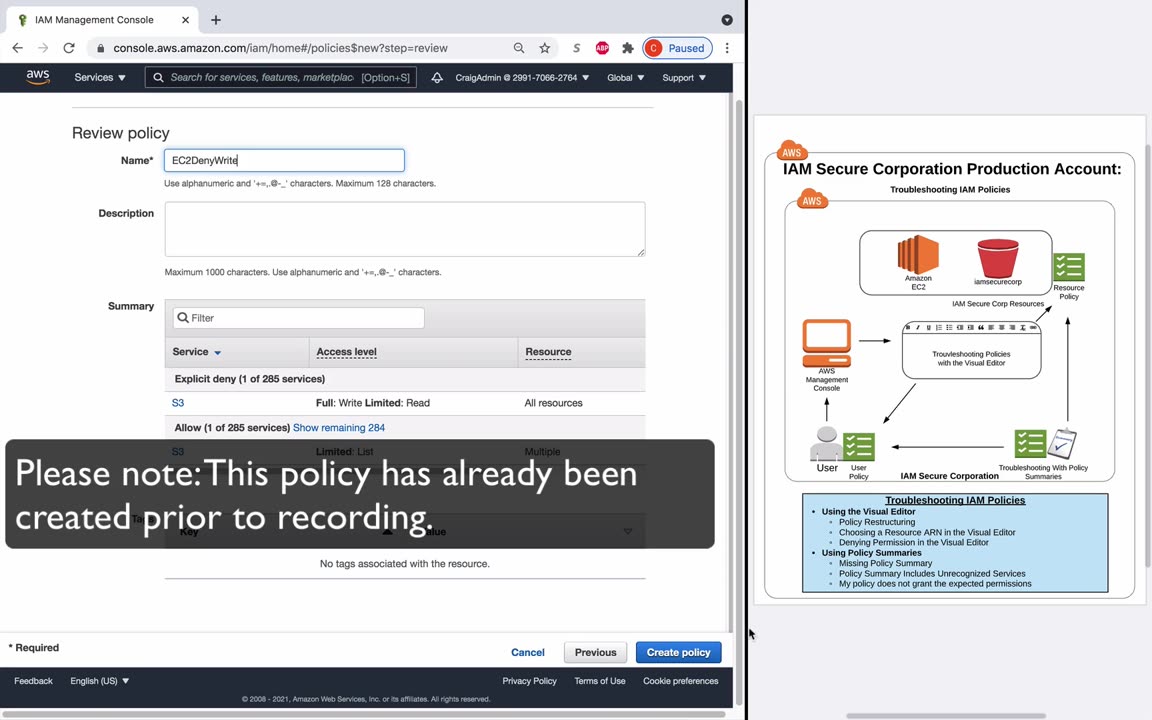 IAM Management Console
console.aws.amazon.com/iam/home#/policies$new?step=review
S
ABP
C
Paused
aws
Services
Search for services, features, marketplac
[Option+S]
CraigAdmin @ 2991-7066-2764
Global
Support
Review policy
Name*
EC2DenyWrite
Use alphanumeric and '+=,.@-_' characters. Maximum 128 characters.
Description
Maximum 1000 characters. Use alphanumeric and '+=,.@-_' characters.
Summary
Filter
Service
Access level
Resource
Explicit deny (1 of 285 services)
S3
Full: Write Limited: Read
All resources
Allow (1 of 285 services) Show remaining 284
S3
Limited: List
Multiple
Please note: This policy has already been
created prior to recording.
Key
No tags associated with the resource.
* Required
Cancel
Previous
Create policy
Feedback
English (US)
Privacy Policy
Terms of Use
Cookie preferences
© 2008 - 2021, Amazon Web Services, Inc. or its affiliates. All rights reserved.
AWS
IAM Secure Corporation Production Account:
Troubleshooting IAM Policies
AWS
Amazon
EC2
iamsecurecorp
Resource
Policy
IAM Secure Corp Resources
Trouvleshooting Policies
with the Visual Editor
AWS
Management
Console
User
User
Policy
IAM Secure Corporation
Troubleshooting With Policy
Summaries
Troubleshooting IAM Policies
• Using the Visual Editor
◦ Policy Restructuring
◦ Choosing a Resource ARN in the Visual Editor
◦ Denying Permission in the Visual Editor
• Using Policy Summaries
◦ Missing Policy Summary
◦ Policy Summary Includes Unrecognized Services
◦ My policy does not grant the expected permissions